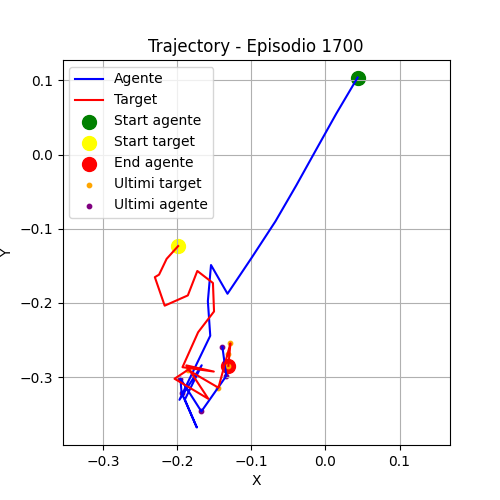 Trajectory - Episodio 1700
Agente
Target
Start agente
Start target
End agente
Ultimi target
Ultimi agente
0.1
0.0
−0.1
−0.2
−0.3
Y
−0.3
−0.2
−0.1
0.0
0.1
X